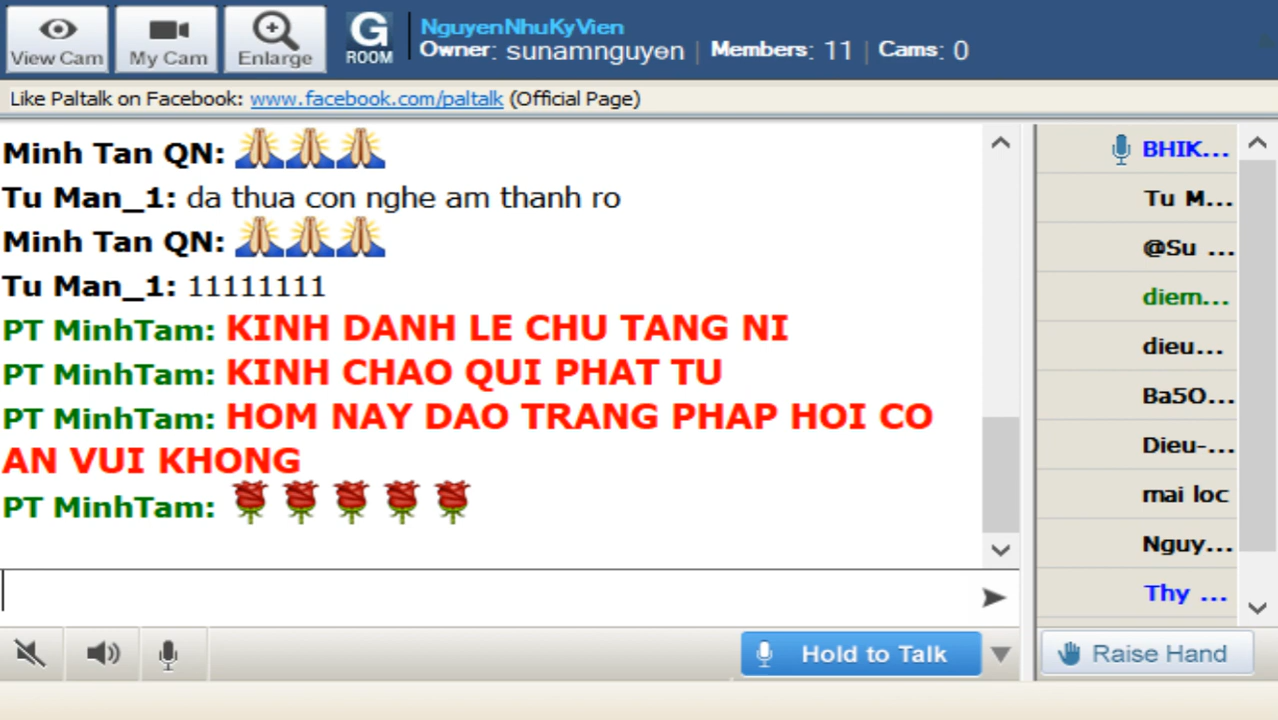 View Cam
My Cam
Enlarge
G
ROOM
NguyenNhuKyVien
Owner: sunamnguyen | Members: 11 | Cams: 0
Like Paltalk on Facebook: www.facebook.com/paltalk (Official Page)
Minh Tan QN: 🙏🙏🙏
Tu Man_1: da thua con nghe am thanh ro
Minh Tan QN: 🙏🙏🙏
Tu Man_1: 11111111
PT MinhTam: KINH DANH LE CHU TANG NI
PT MinhTam: KINH CHAO QUI PHAT TU
PT MinhTam: HOM NAY DAO TRANG PHAP HOI CO
AN VUI KHONG
PT MinhTam: 🌹🌹🌹🌹🌹
BHIK...
Tu M...
@Su ...
diem...
dieu...
Ba5O...
Dieu-...
mai loc
Nguy...
Thy ...
Hold to Talk
Raise Hand